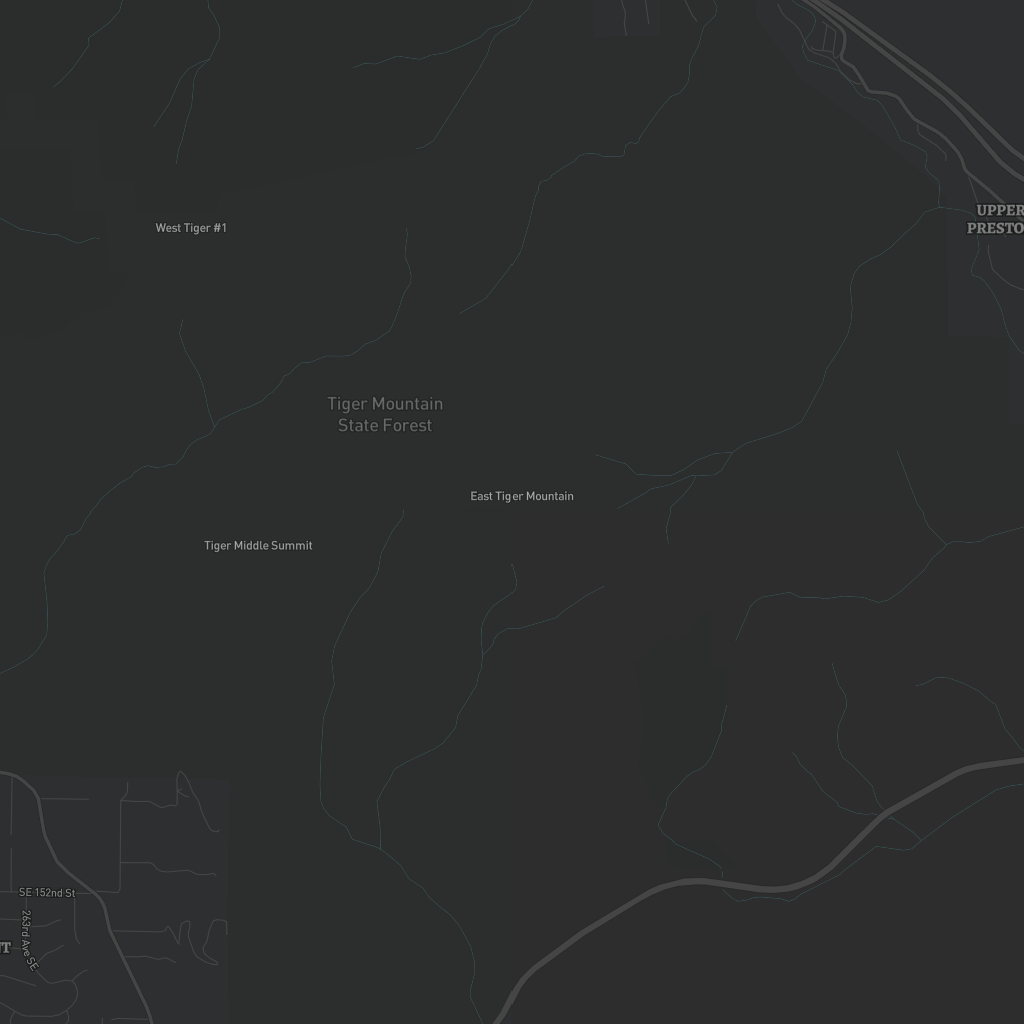 UPPER
West Tiger #1
Tiger Mountain
State Forest
East Tiger Mountain
Tiger Middle Summit
SE 152nd St
263rd Ave SE